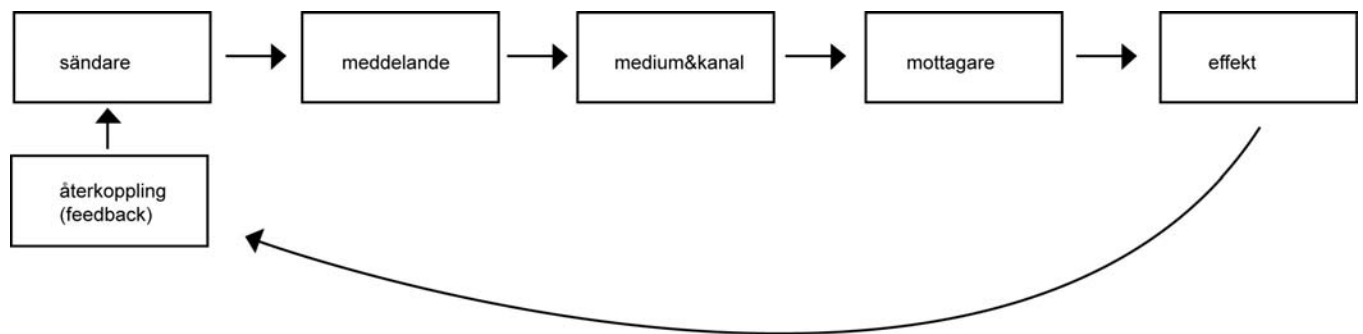 sändare
meddelande
medium&kanal
mottagare
effekt
återkoppling
(feedback)